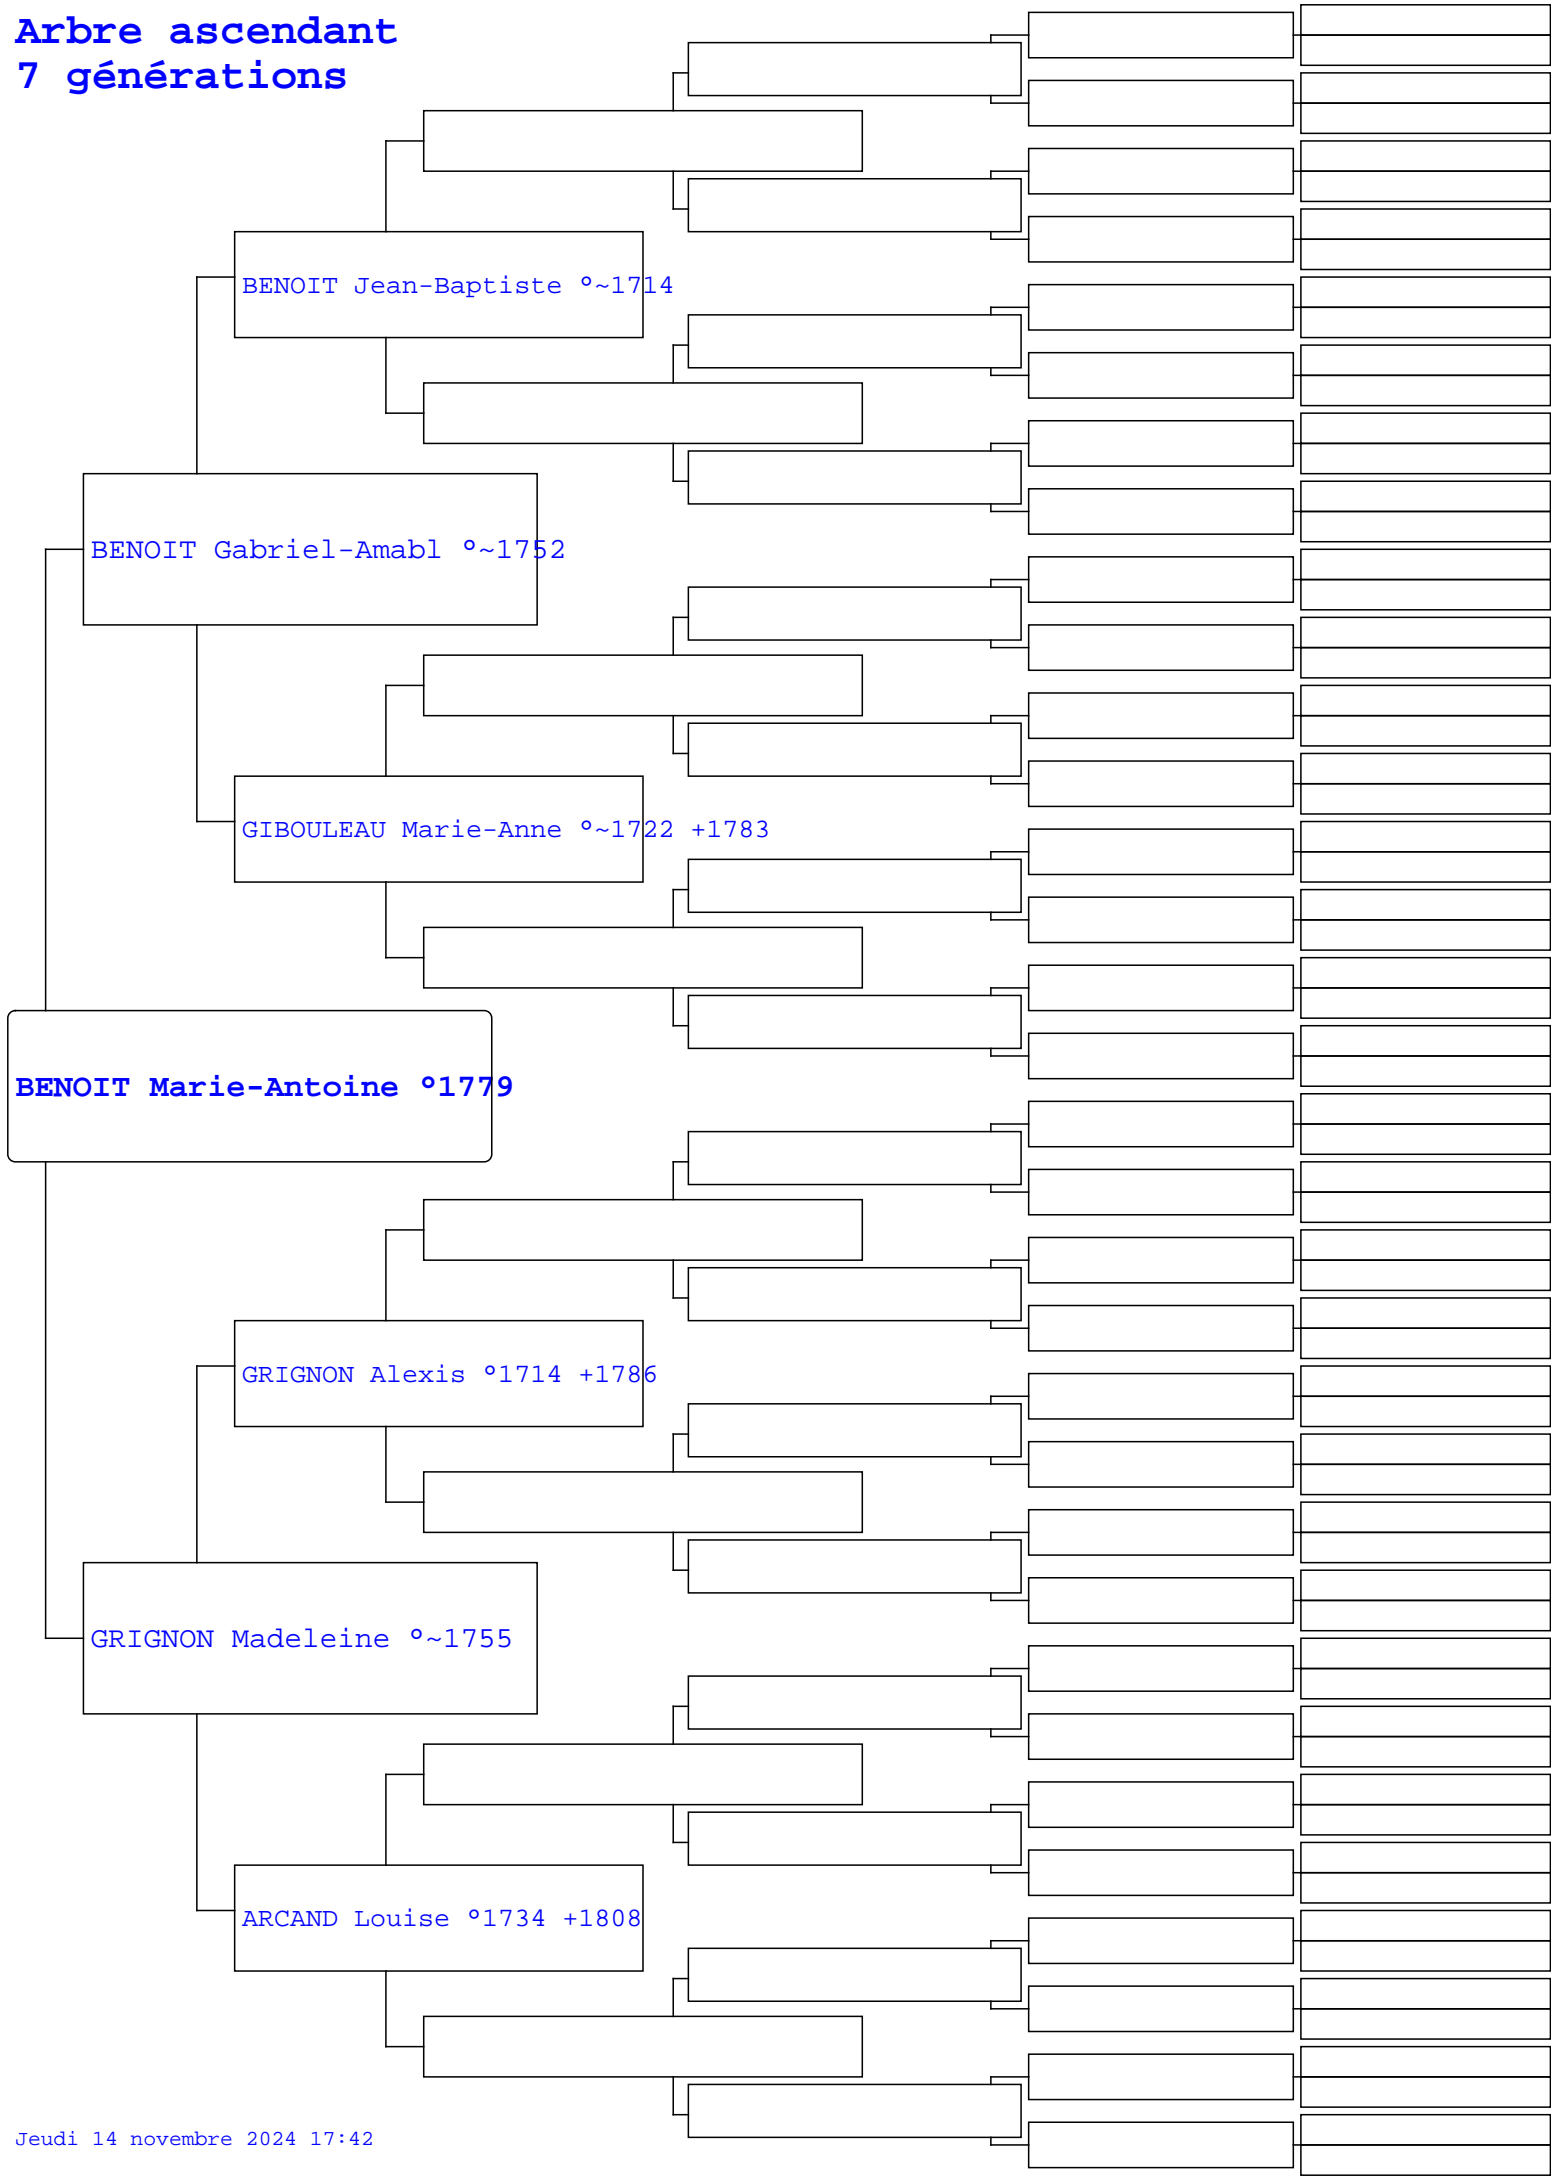 Arbre ascendant
7 générations
BENOIT Jean-Baptiste °~1714
BENOIT Gabriel-Amabl °~1752
GIBOULEAU Marie-Anne °~1722 +1783
BENOIT Marie-Antoine °1779
GRIGNON Alexis °1714 +1786
GRIGNON Madeleine °~1755
ARCAND Louise °1734 +1808
Jeudi 14 novembre 2024 17:42